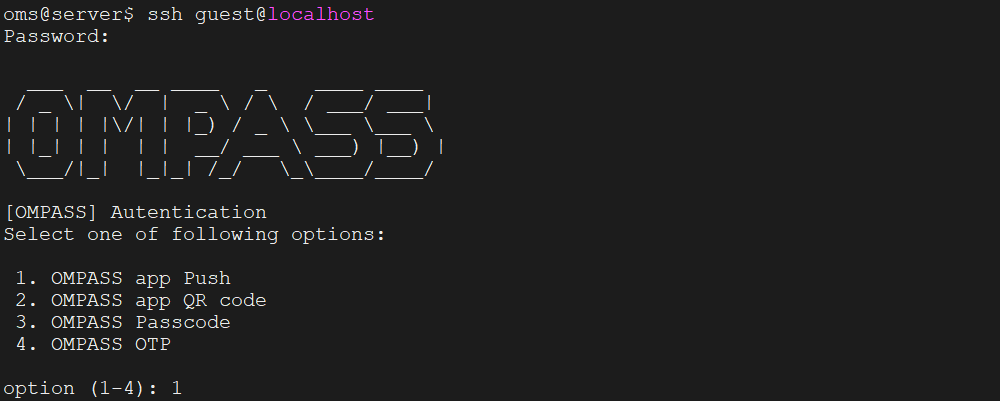 oms@server$ ssh guest@localhost
Password:
OMPASS
[OMPASS] Autentication
Select one of following options:
1. OMPASS app Push
2. OMPASS app QR code
3. OMPASS Passcode
4. OMPASS OTP
option (1-4): 1